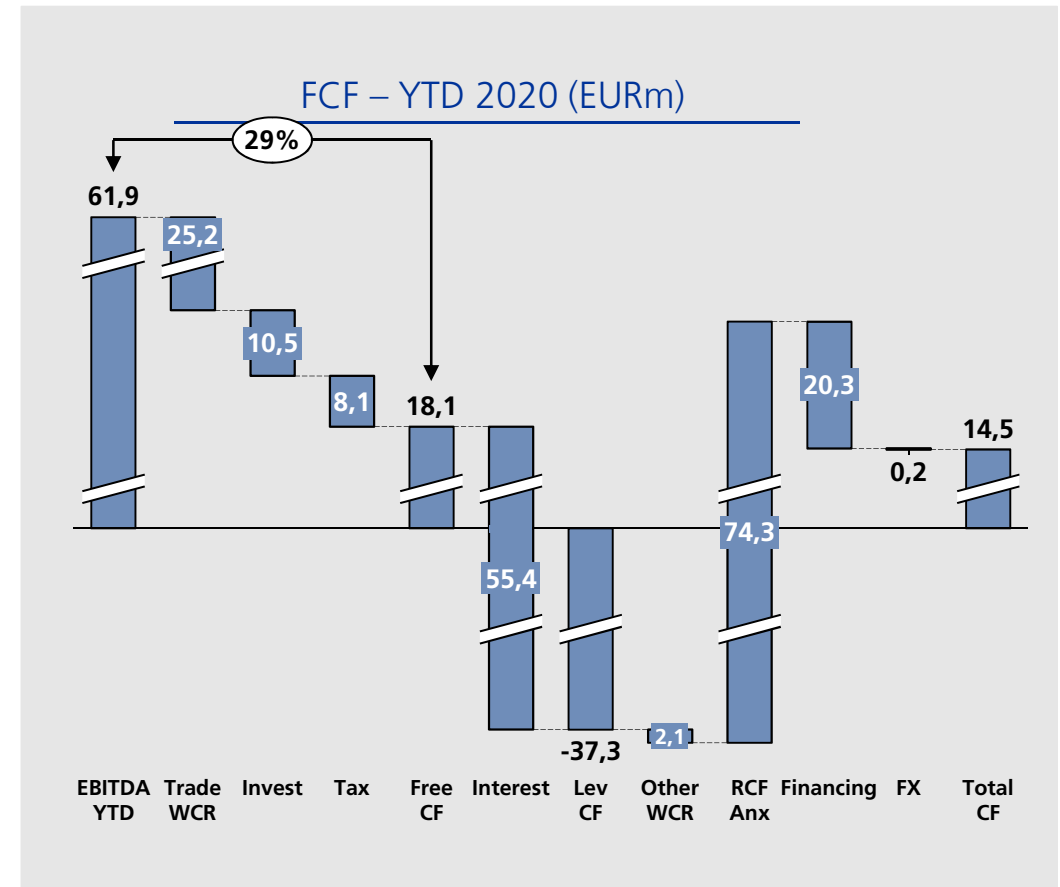 FCF – YTD 2020 (EURm)
29%
61,9
25,2
10,5
8,1
18,1
55,4
-37,3
2,1
74,3
20,3
0,2
14,5
EBITDA
YTD
Trade
WCR
Invest
Tax
Free
CF
Interest
Lev
CF
Other
WCR
RCF
Anx
Financing
FX
Total
CF